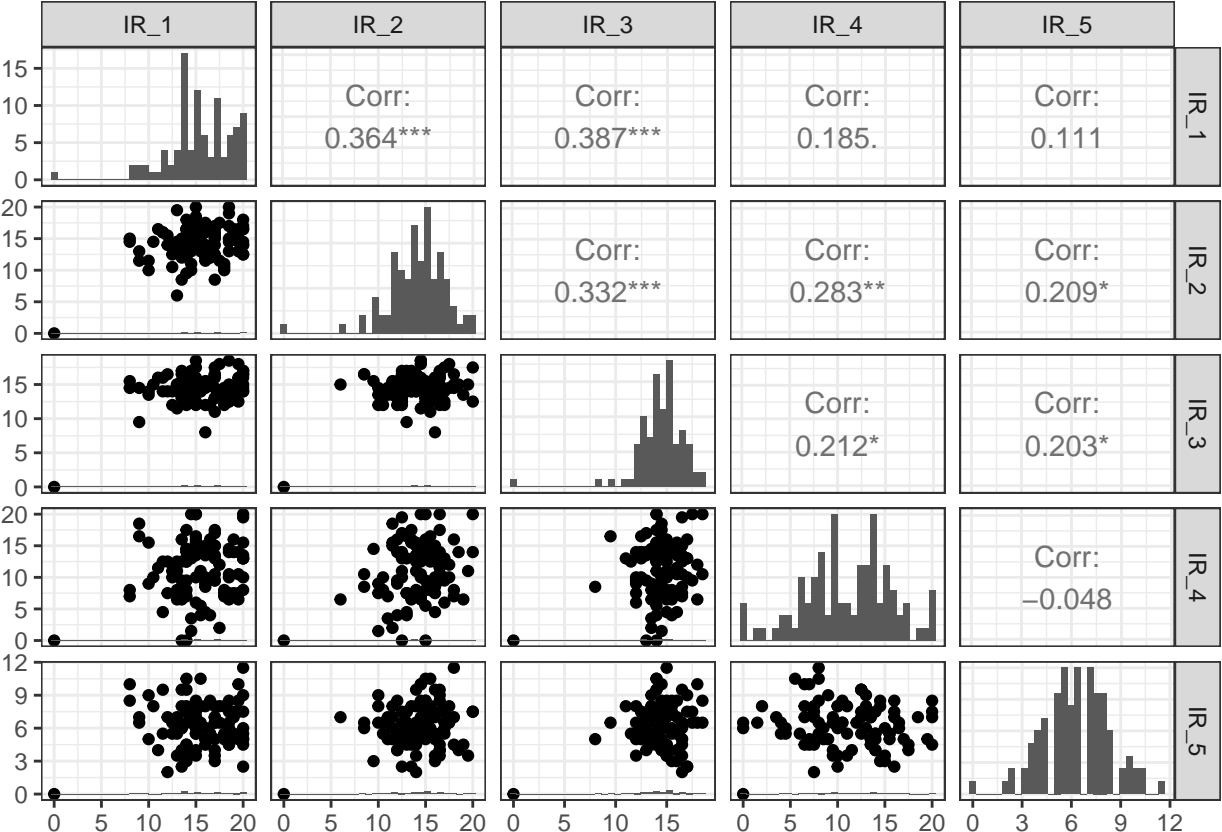 IR_1 IR_2 IR_3 IR_4 IR_5
15
10
5
0
Corr:
0.364***
Corr:
0.387***
Corr:
0.185.
Corr:
0.111
IR_1
20
15
10
5
0
Corr:
0.332***
Corr:
0.283**
Corr:
0.209*
IR_2
15
10
5
0
Corr:
0.212*
Corr:
0.203*
IR_3
20
15
10
5
0
Corr:
−0.048
IR_4
12
9
6
3
0
IR_5
0 5 10 15 20 0 5 10 15 20 0 5 10 15 0 5 10 15 20 0 3 6 9 12